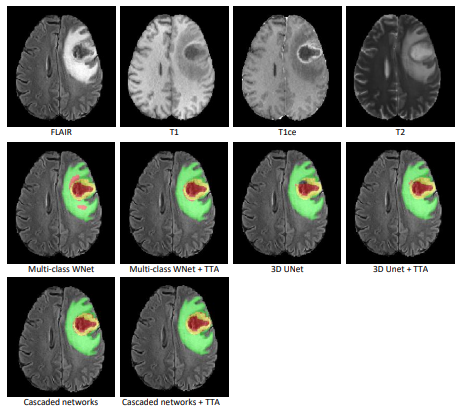 FLAIR
T1
T1ce
T2
Multi-class WNet
Multi-class WNet + TTA
3D UNet
3D Unet + TTA
Cascaded networks
Cascaded networks + TTA